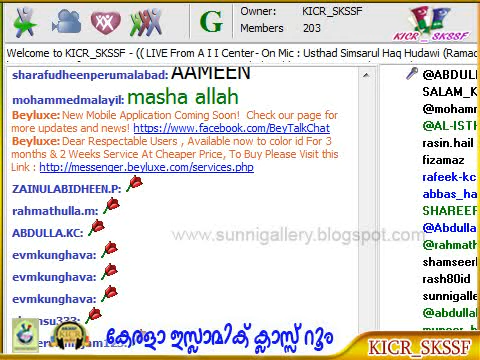 G
Owner: KICR_SKSSF
Members 203
KICR_SKSSF
Welcome to KICR_SKSSF - (( LIVE From A I I Center- On Mic : Usthad Simsarul Haq Hudawi (Ramad
sharafudheenperumalabad: AAMEEN
mohammedmalayil: masha allah
Beyluxe: New Mobile Application Coming Soon! Check our page for
more updates and news! https://www.facebook.com/BeyTalkChat
Beyluxe: Dear Respectable Users , Available now to color id For 3
months & 2 Weeks Service At Cheaper Price, To Buy Please Visit this
Link : http://messenger.beyluxe.com/services.php
ZAINULABIDHEEN.P:
rahmathulla.m:
ABDULLA.KC:
evmkunghava:
evmkunghava:
evmkunghava:
www.sunnigallery.blogspot.com
@ABDULL
SALAM_K
@moham
@AL-IST
rasin.hail
fizamaz
rafeek-kc
abbas_ha
SHAREEF
@Abdulla
@rahmath
shamseer
rash80id
sunnigalle
@abdulla
കേരളാ ഇസ്ലാമിക് ക്ലാസ്സ് റൂം
KICR_SKSSF